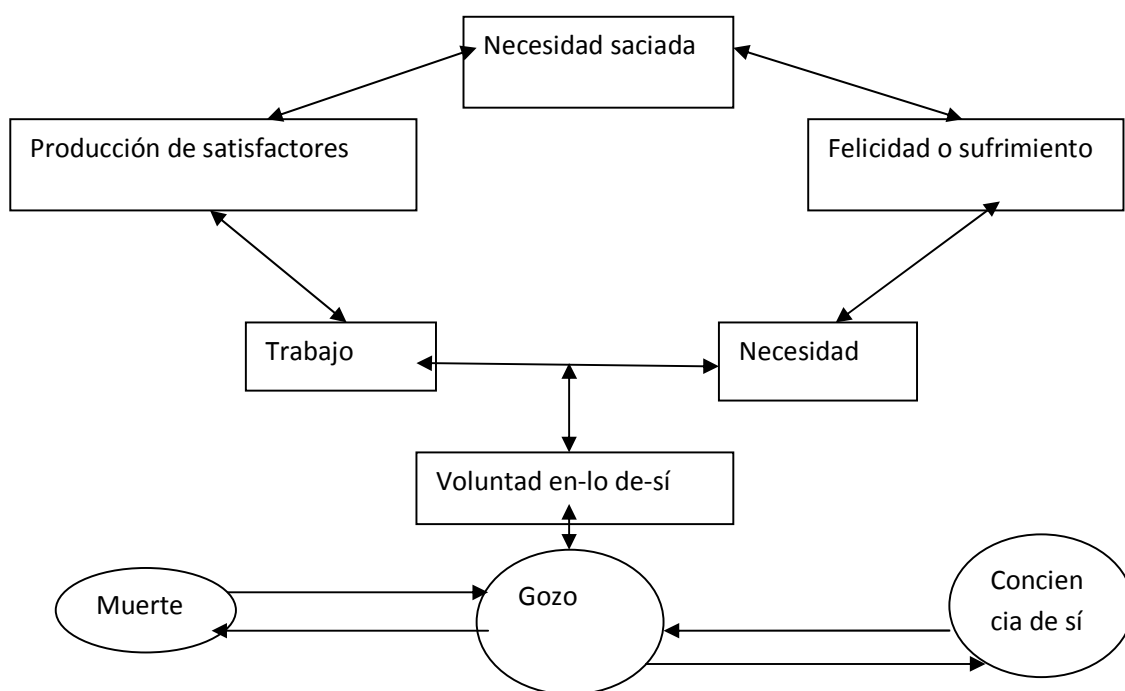 Necesidad saciada
Producción de satisfactores
Felicidad o sufrimiento
Trabajo
Necesidad
Voluntad en-lo de-sí
Muerte
Gozo
Concien
cia de sí